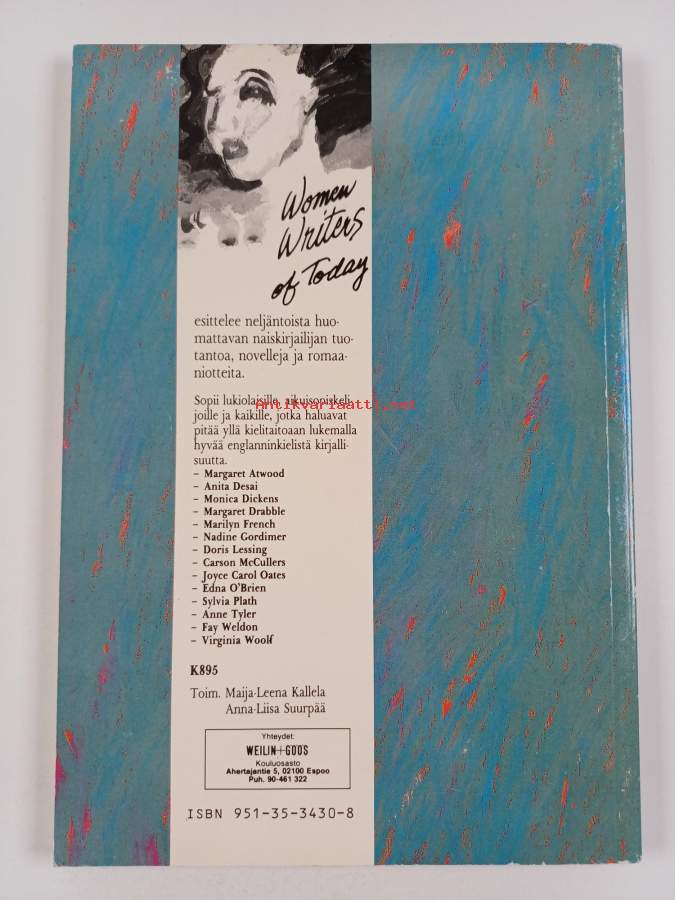 Women
Writers
of Today
esittelee neljäntoista huo-
mattavan naiskirjailijan tuo-
tantoa, novelleja ja romaa-
niotteita.
Sopii lukiolaisille, aikuisopiskeli
Antikvariaatti.net
joille ja kaikille, jotka haluavat
pitää yllä kielitaitoaan lukemalla
hyvää englanninkielistä kirjalli-
suutta.
– Margaret Atwood
– Anita Desai
– Monica Dickens
– Margaret Drabble
– Marilyn French
– Nadine Gordimer
– Doris Lessing
– Carson McCullers
– Joyce Carol Oates
– Edna O'Brien
– Sylvia Plath
– Anne Tyler
– Fay Weldon
– Virginia Woolf
K895
Toim. Maija-Leena Kallela
Anna-Liisa Suurpää
Yhteydet:
WEILIN+GÖÖS
Kouluosasto
Ahertajantie 5, 02100 Espoo
Puh. 90-461 322
ISBN 951-35-3430-8